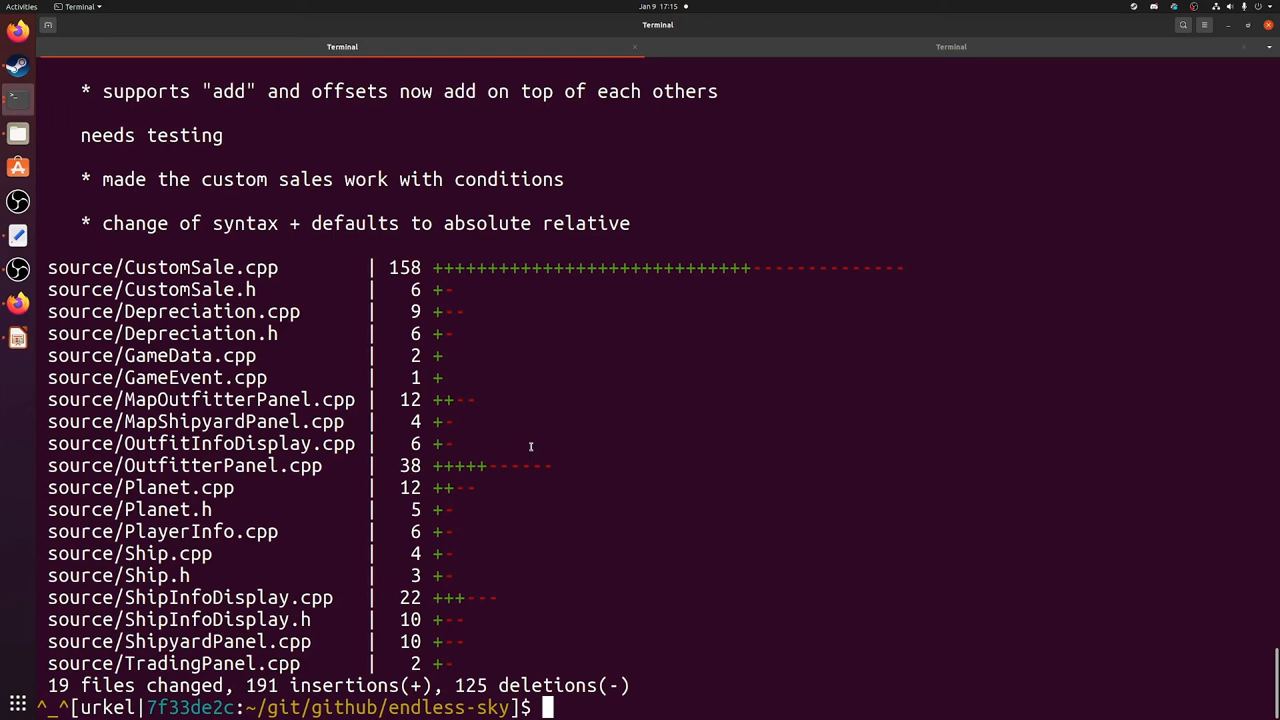 Activities
Terminal
Jan 9 17:15
Terminal
Terminal
Terminal
* supports "add" and offsets now add on top of each others
needs testing
* made the custom sales work with conditions
* change of syntax + defaults to absolute relative
source/CustomSale.cpp | 158 +++++++++++++++++++++++++++++--------------
source/CustomSale.h | 6 +-
source/Depreciation.cpp | 9 +--
source/Depreciation.h | 6 +-
source/GameData.cpp | 2 +
source/GameEvent.cpp | 1 +
source/MapOutfitterPanel.cpp | 12 ++--
source/MapShipyardPanel.cpp | 4 +-
source/OutfitInfoDisplay.cpp | 6 +-
source/OutfitterPanel.cpp | 38 +++++------
source/Planet.cpp | 12 ++--
source/Planet.h | 5 +-
source/PlayerInfo.cpp | 6 +-
source/Ship.cpp | 4 +-
source/Ship.h | 3 +-
source/ShipInfoDisplay.cpp | 22 +++---
source/ShipInfoDisplay.h | 10 +--
source/ShipyardPanel.cpp | 10 +--
source/TradingPanel.cpp | 2 +-
19 files changed, 191 insertions(+), 125 deletions(-)
^_^[urkel|7f33de2c:~/git/github/endless-sky]$